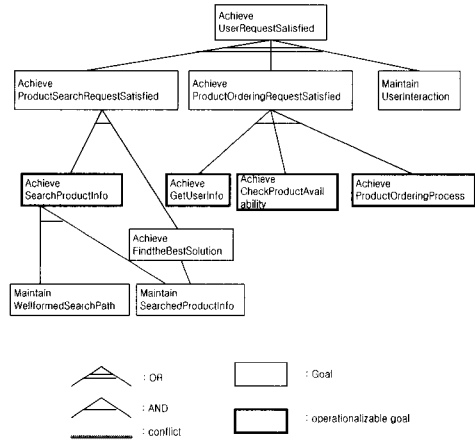 Achieve
UserRequestSatisfied
Achieve
ProductSearchRequestSatisfied
Achieve
ProductOrderingRequestSatisfied
Maintain
UserInteraction
Achieve
SearchProductInfo
Achieve
GetUserInfo
Achieve
CheckProductAvail
ability
Achieve
ProductOrderingProcess
Achieve
FindtheBestSolution
Maintain
WellformedSearchPath
Maintain
SearchedProductInfo
: OR
: Goal
: AND
: conflict
: operationalizable goal